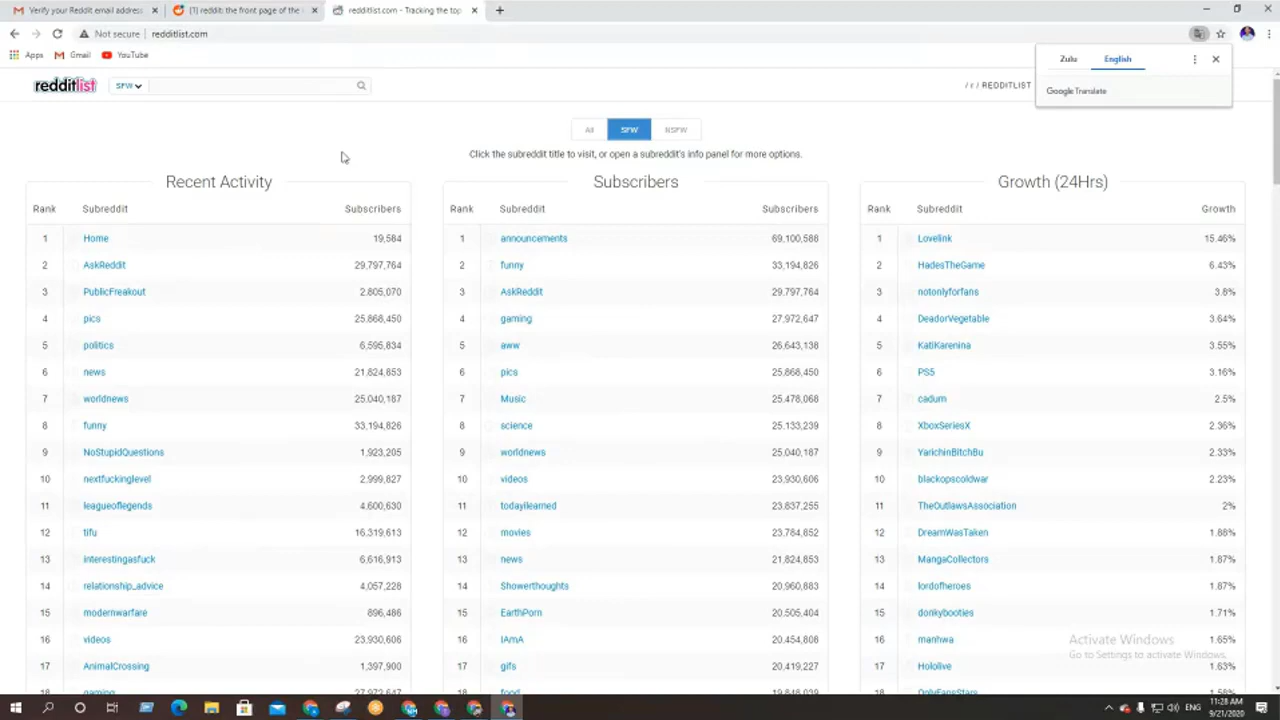 Verify your Reddit email address
(1) reddit: the front page of the
redditlist.com - Tracking the top
Not secure | redditlist.com
Apps Gmail YouTube
Zulu English
Google Translate
redditlist SFW
/r/ REDDITLIST
All SFW NSFW
Click the subreddit title to visit, or open a subreddit's info panel for more options.
Recent Activity
Rank Subreddit Subscribers
1 Home 19,584
2 AskReddit 29,797,764
3 PublicFreakout 2,805,070
4 pics 25,868,450
5 politics 6,595,834
6 news 21,824,853
7 worldnews 25,040,187
8 funny 33,194,826
9 NoStupidQuestions 1,923,205
10 nextfuckinglevel 2,999,827
11 leagueoflegends 4,600,630
12 tifu 16,319,613
13 interestingasfuck 6,616,913
14 relationship_advice 4,057,228
15 modernwarfare 896,486
16 videos 23,930,606
17 AnimalCrossing 1,397,900
18 gaming 27,972,647
Subscribers
Rank Subreddit Subscribers
1 announcements 69,100,588
2 funny 33,194,826
3 AskReddit 29,797,764
4 gaming 27,972,647
5 aww 26,643,138
6 pics 25,868,450
7 Music 25,478,068
8 science 25,133,239
9 worldnews 25,040,187
10 videos 23,930,606
11 todayilearned 23,837,255
12 movies 23,784,852
13 news 21,824,853
14 Showerthoughts 20,960,883
15 EarthPorn 20,505,404
16 IAmA 20,454,808
17 gifs 20,419,227
18 food 19,848,039
Growth (24Hrs)
Rank Subreddit Growth
1 Lovelink 15.46%
2 HadesTheGame 6.43%
3 notonlyforfans 3.8%
4 DeadorVegetable 3.64%
5 KatiKarenina 3.55%
6 PS5 3.16%
7 cadum 2.5%
8 XboxSeriesX 2.36%
9 YarichinBitchBu 2.33%
10 blackopscoldwar 2.23%
11 TheOutlawsAssociation 2%
12 DreamWasTaken 1.88%
13 MangaCollectors 1.87%
14 lordofheroes 1.87%
15 donkybooties 1.71%
16 manhwa 1.65%
17 Hololive 1.63%
18 OnlyFansStars 1.58%
Activate Windows
Go to Settings to activate Windows.
ENG
11:28 AM
9/21/2020